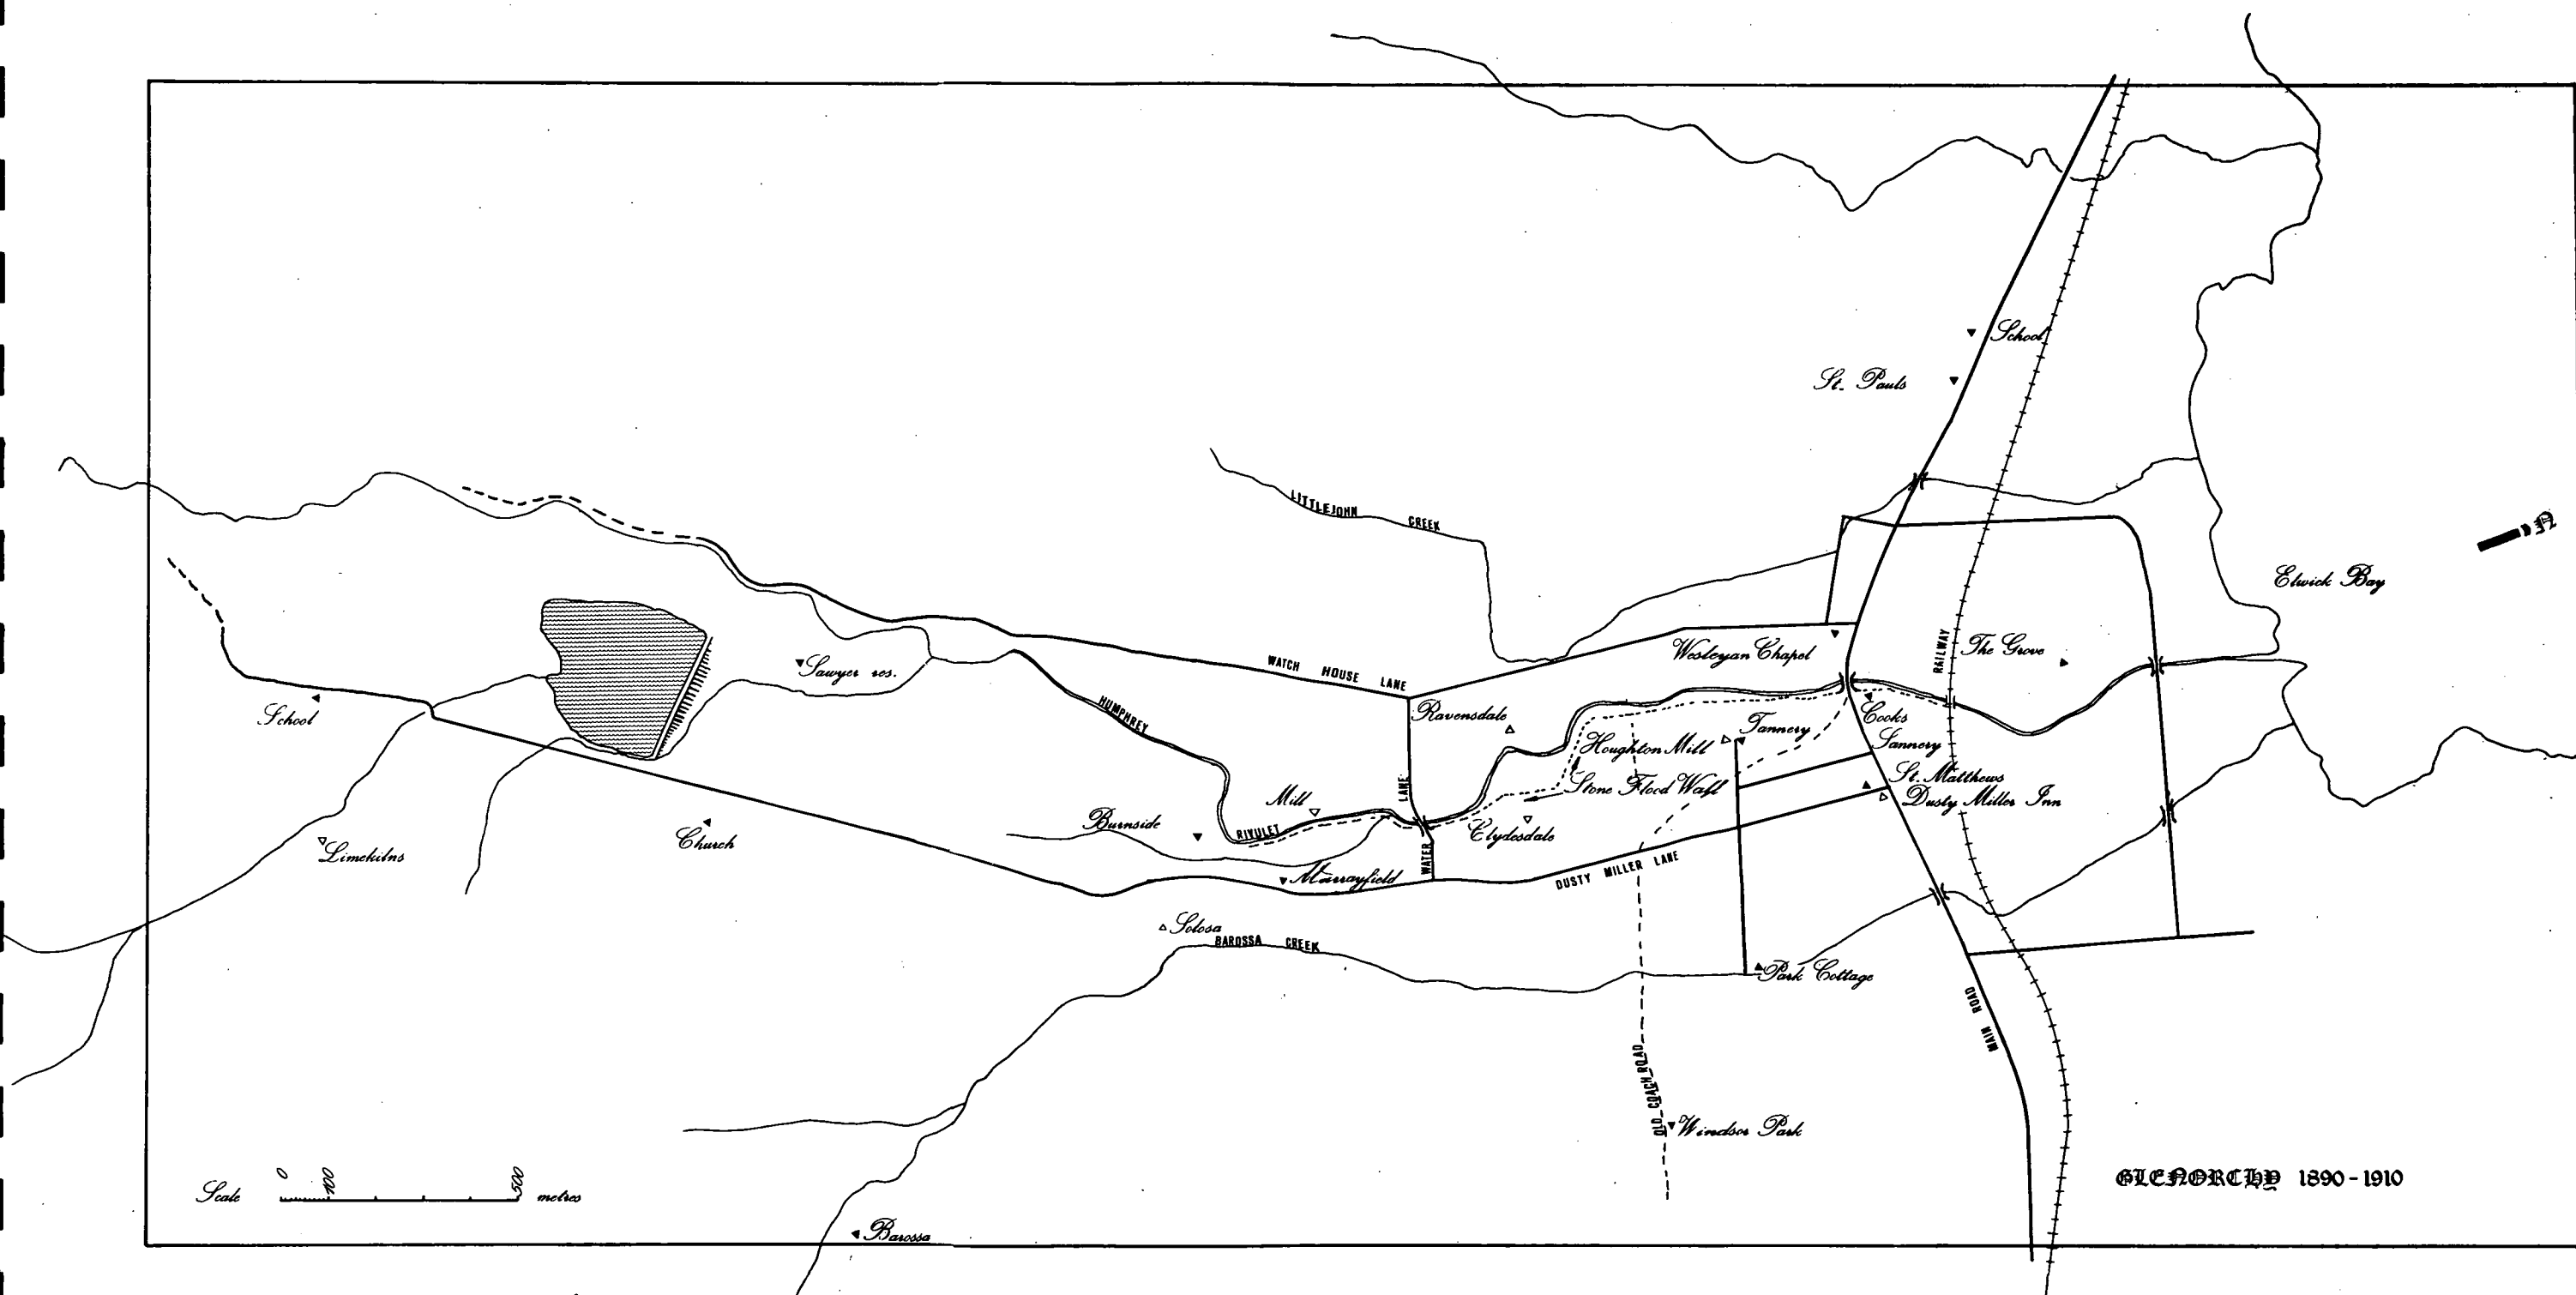 School
St. Pauls
LITTLEJOHN CREEK
N
Elwick Bay
RAILWAY
The Grove
Wesleyan Chapel
WATCH HOUSE LANE
Sawyer res.
School
HUMPHREY
RIVULET
Ravensdale
Cooks
Tannery
Tannery
Houghton Mill
Stone Flood Wall
St. Matthews
Dusty Miller Inn
Mill
Burnside
Clydesdale
WATER LANE
Church
Limekilns
Murrayfield
DUSTY MILLER LANE
Solosa
BAROSSA CREEK
Park Cottage
MAIN ROAD
OLD COACH ROAD
Windsor Park
GLENORCHY 1890-1910
Scale 0 100 500 metres
Barossa